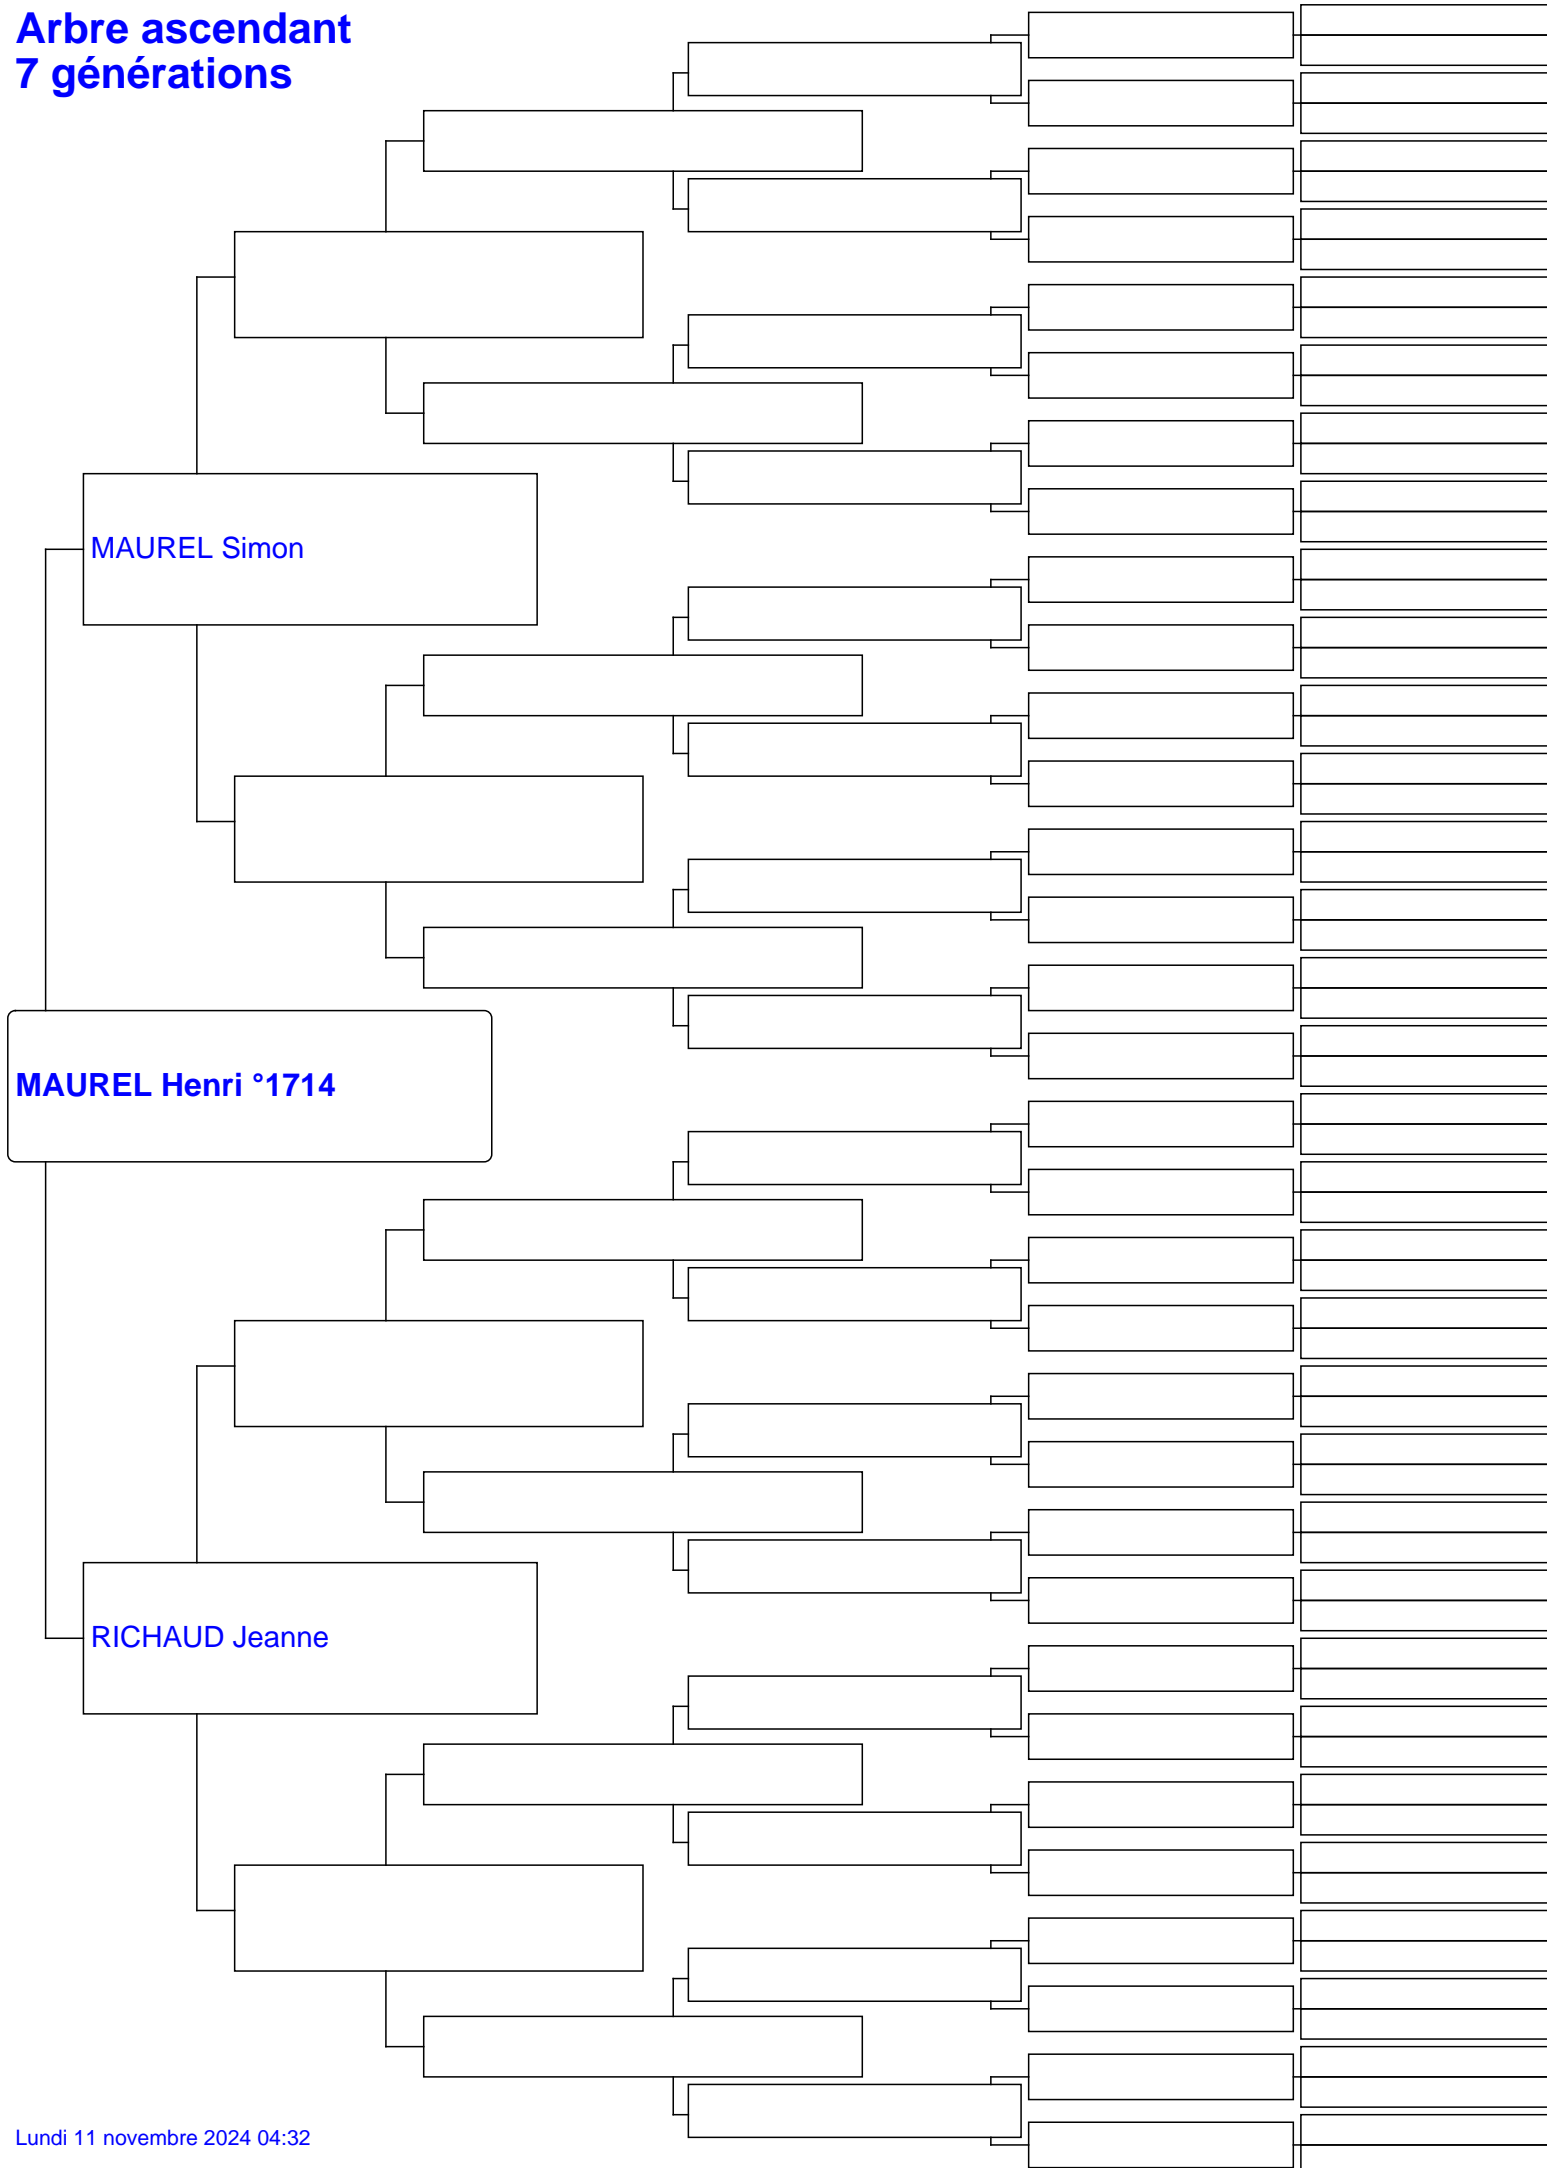 Arbre ascendant
7 générations
MAUREL Simon
MAUREL Henri °1714
RICHAUD Jeanne
Lundi 11 novembre 2024 04:32